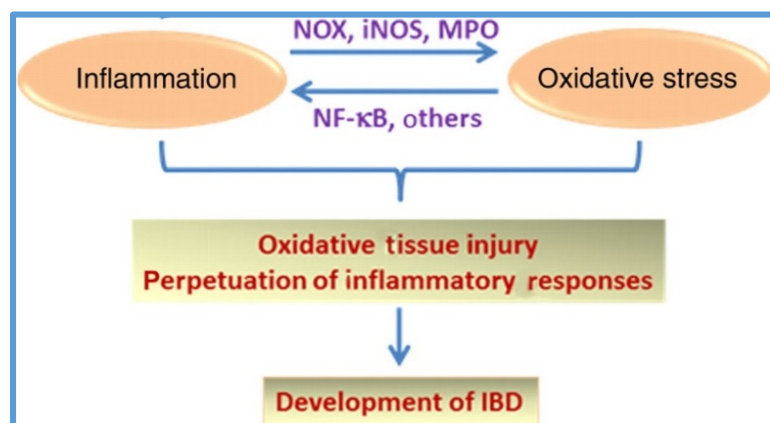 NOX, iNOS, MPO
Inflammation
Oxidative stress
NF-κB, others
Oxidative tissue injury
Perpetuation of inflammatory responses
Development of IBD